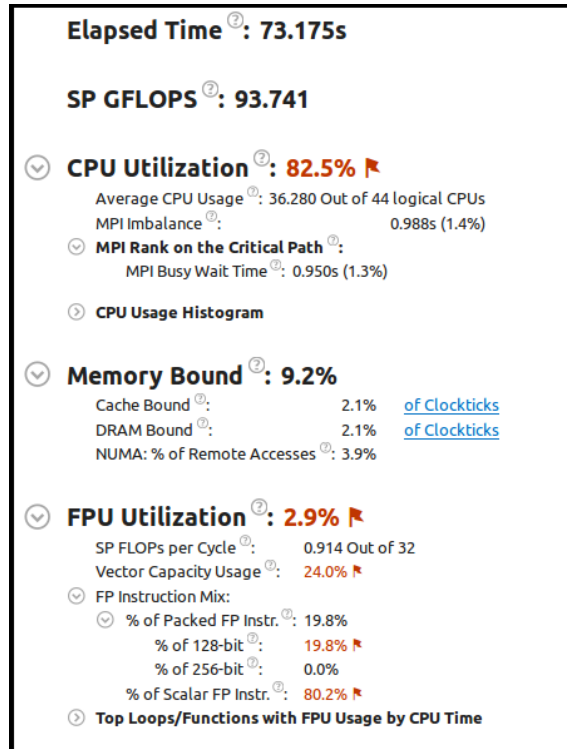 Elapsed Time ?: 73.175s
SP GFLOPS ?: 93.741
CPU Utilization ?: 82.5%
Average CPU Usage ?: 36.280 Out of 44 logical CPUs
MPI Imbalance ?: 0.988s (1.4%)
MPI Rank on the Critical Path ?:
MPI Busy Wait Time ?: 0.950s (1.3%)
CPU Usage Histogram
Memory Bound ?: 9.2%
Cache Bound ?: 2.1% of Clockticks
DRAM Bound ?: 2.1% of Clockticks
NUMA: % of Remote Accesses ?: 3.9%
FPU Utilization ?: 2.9%
SP FLOPs per Cycle ?: 0.914 Out of 32
Vector Capacity Usage ?: 24.0%
FP Instruction Mix:
% of Packed FP Instr. ?: 19.8%
% of 128-bit ?: 19.8%
% of 256-bit ?: 0.0%
% of Scalar FP Instr. ?: 80.2%
Top Loops/Functions with FPU Usage by CPU Time